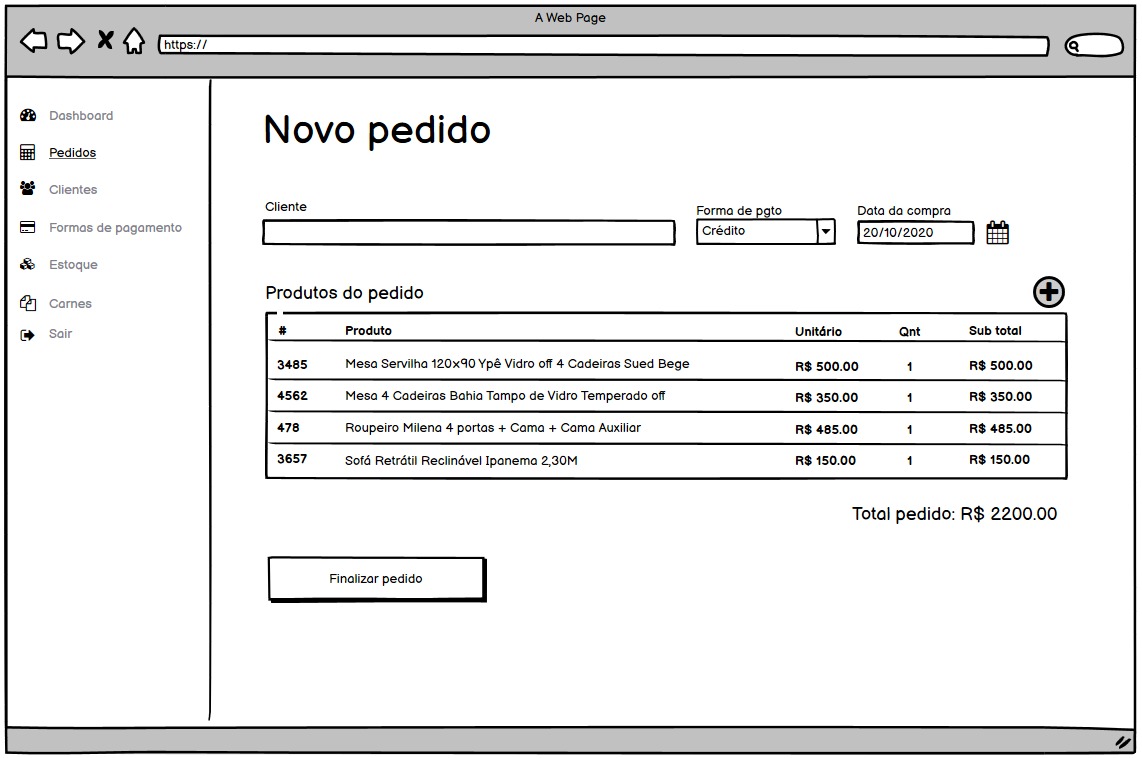 A Web Page
https://
Dashboard
Pedidos
Clientes
Formas de pagamento
Estoque
Carnes
Sair
Novo pedido
Cliente
Forma de pgto
Crédito
Data da compra
20/10/2020
Produtos do pedido
# Produto Unitário Qnt Sub total
3485 Mesa Servilha 120x90 Ypê Vidro off 4 Cadeiras Sued Bege R$ 500.00 1 R$ 500.00
4562 Mesa 4 Cadeiras Bahia Tampo de Vidro Temperado off R$ 350.00 1 R$ 350.00
478 Roupeiro Milena 4 portas + Cama + Cama Auxiliar R$ 485.00 1 R$ 485.00
3657 Sofá Retrátil Reclinável Ipanema 2,30M R$ 150.00 1 R$ 150.00
Total pedido: R$ 2200.00
Finalizar pedido